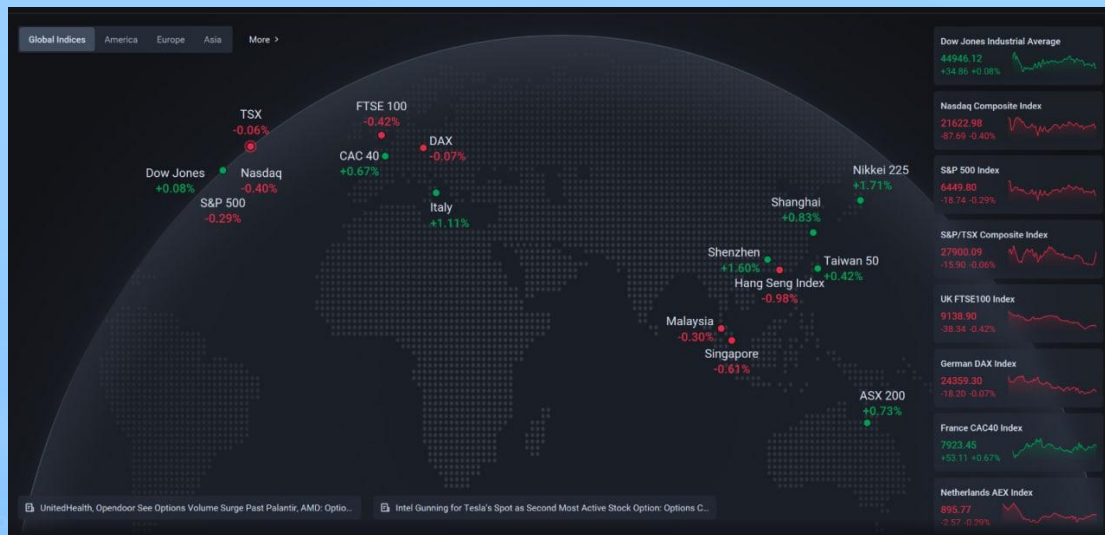 Global Indices America Europe Asia More >
TSX
-0.06%
Dow Jones
+0.08%
Nasdaq
-0.40%
S&P 500
-0.29%
FTSE 100
-0.42%
DAX
-0.07%
CAC 40
+0.67%
Italy
+1.11%
Nikkei 225
+1.71%
Shanghai
+0.83%
Shenzhen
+1.60%
Taiwan 50
+0.42%
Hang Seng Index
-0.98%
Malaysia
-0.30%
Singapore
-0.61%
ASX 200
+0.73%
UnitedHealth, Opendoor See Options Volume Surge Past Palantir, AMD: Optio...
Intel Gunning for Tesla's Spot as Second Most Active Stock Option: Options C...
Dow Jones Industrial Average
44946.12
+34.86 +0.08%
Nasdaq Composite Index
21622.98
-87.69 -0.40%
S&P 500 Index
6449.80
-18.74 -0.29%
S&P/TSX Composite Index
27900.09
-15.90 -0.06%
UK FTSE100 Index
9138.90
-38.34 -0.42%
German DAX Index
24359.30
-18.20 -0.07%
France CAC40 Index
7923.45
+53.11 +0.67%
Netherlands AEX Index
895.77
-2.57 -0.29%